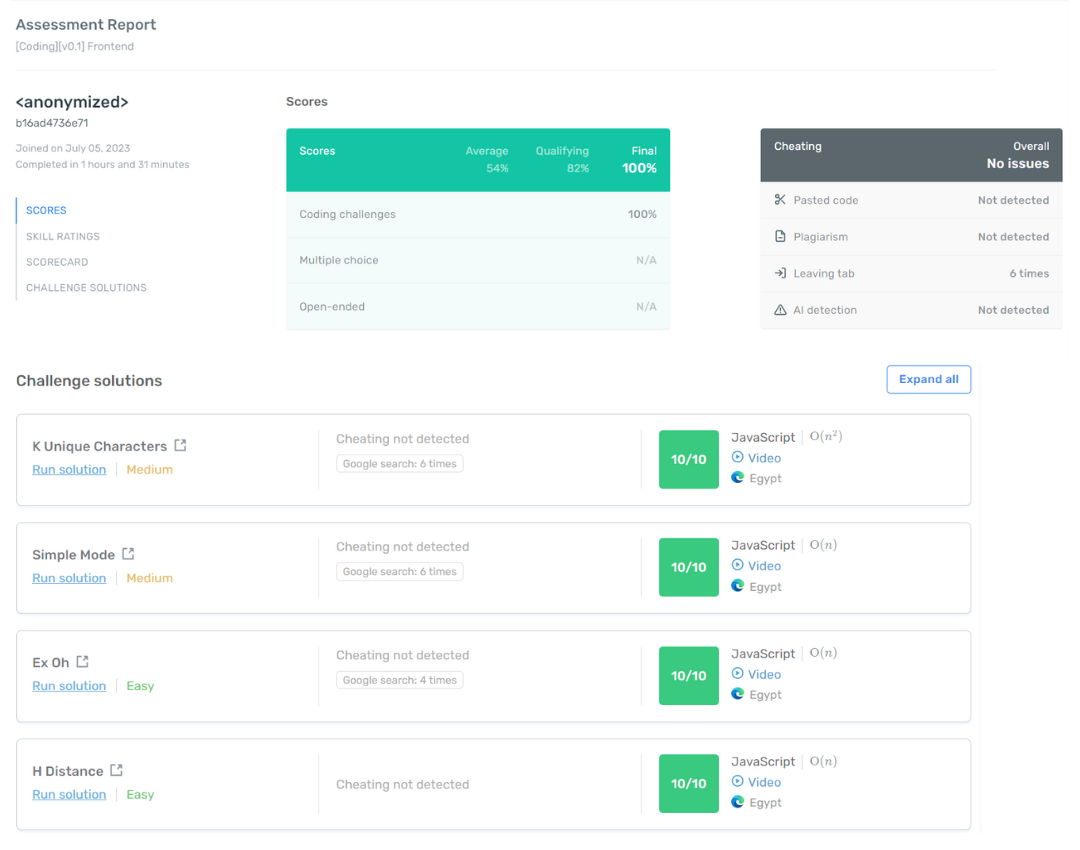 Assessment Report
[Coding][v0.1] Frontend
<anonymized>
b16ad4736e71
Joined on July 05, 2023
Completed in 1 hours and 31 minutes
SCORES
SKILL RATINGS
SCORECARD
CHALLENGE SOLUTIONS
Scores
Scores Average Qualifying Final
54% 82% 100%
Coding challenges 100%
Multiple choice N/A
Open-ended N/A
Cheating Overall
No issues
Pasted code Not detected
Plagiarism Not detected
Leaving tab 6 times
AI detection Not detected
Challenge solutions
Expand all
K Unique Characters
Run solution Medium
Cheating not detected
Google search: 6 times
10/10
JavaScript O(n²)
Video
Egypt
Simple Mode
Run solution Medium
Cheating not detected
Google search: 6 times
10/10
JavaScript O(n)
Video
Egypt
Ex Oh
Run solution Easy
Cheating not detected
Google search: 4 times
10/10
JavaScript O(n)
Video
Egypt
H Distance
Run solution Easy
Cheating not detected
10/10
JavaScript O(n)
Video
Egypt